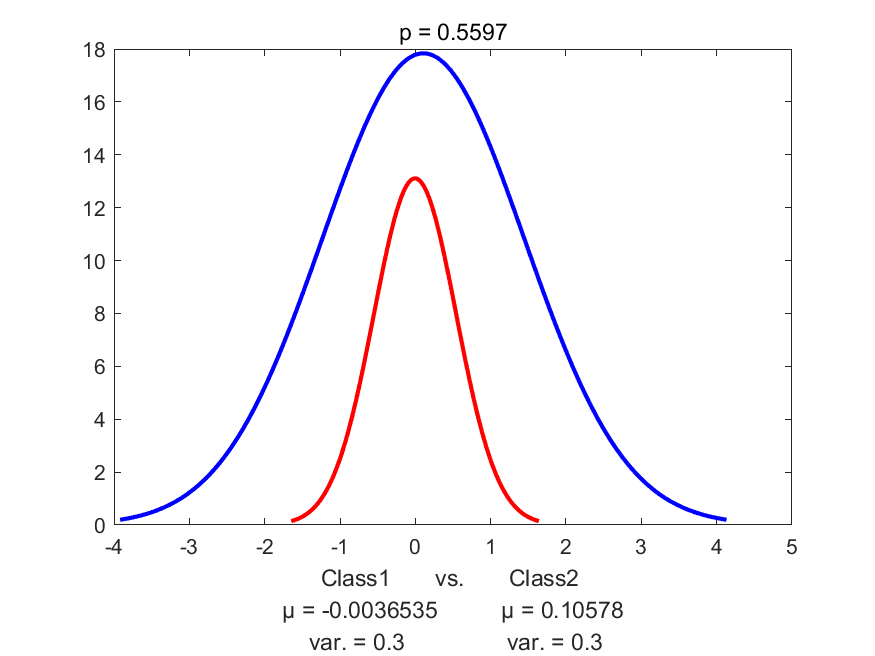 p = 0.5597
18
16
14
12
10
8
6
4
2
0
-4 -3 -2 -1 0 1 2 3 4 5
Class1 vs. Class2
μ = -0.0036535 μ = 0.10578
var. = 0.3 var. = 0.3